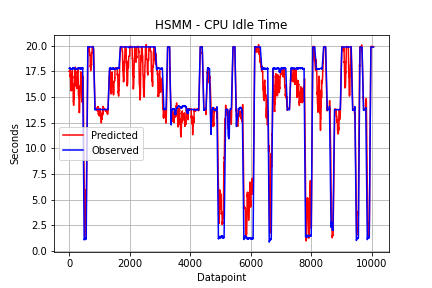 HSMM - CPU Idle Time
20.0
17.5
15.0
12.5
10.0
7.5
5.0
2.5
0.0
Seconds
Predicted
Observed
0 2000 4000 6000 8000 10000
Datapoint